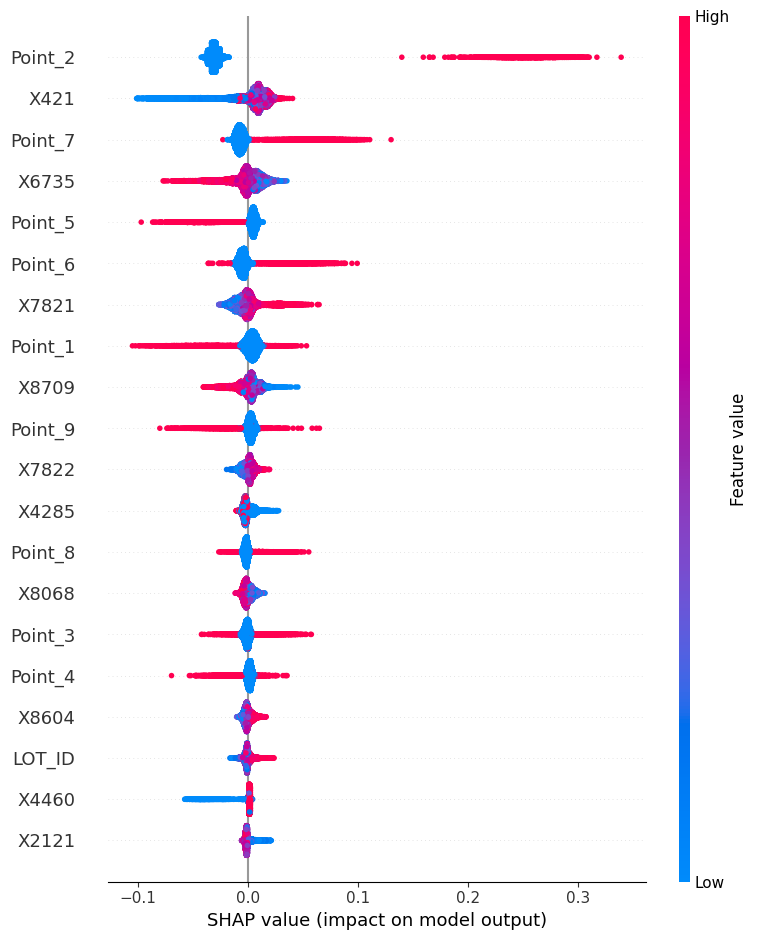 High
Point_2
X421
Point_7
X6735
Point_5
Point_6
X7821
Point_1
X8709
Point_9
X7822
X4285
Point_8
X8068
Point_3
Point_4
X8604
LOT_ID
X4460
X2121
Feature value
Low
−0.1 0.0 0.1 0.2 0.3
SHAP value (impact on model output)